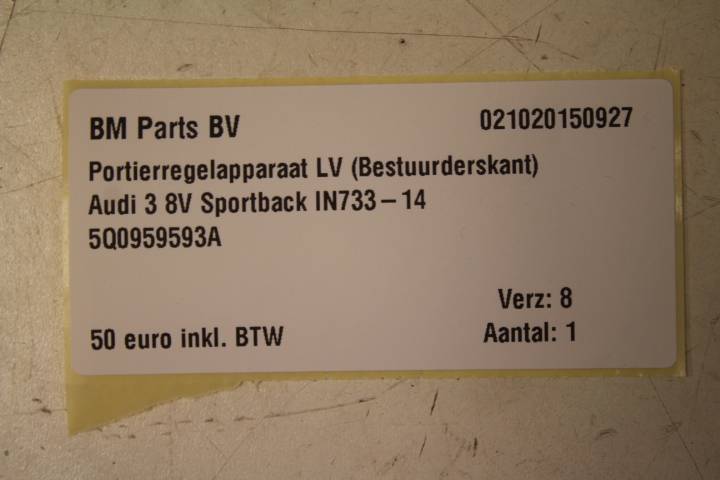 BM Parts BV 021020150927
Portierregelapparaat LV (Bestuurderskant)
Audi 3 8V Sportback IN733-14
5Q0959593A
Verz: 8
50 euro inkl. BTW Aantal: 1